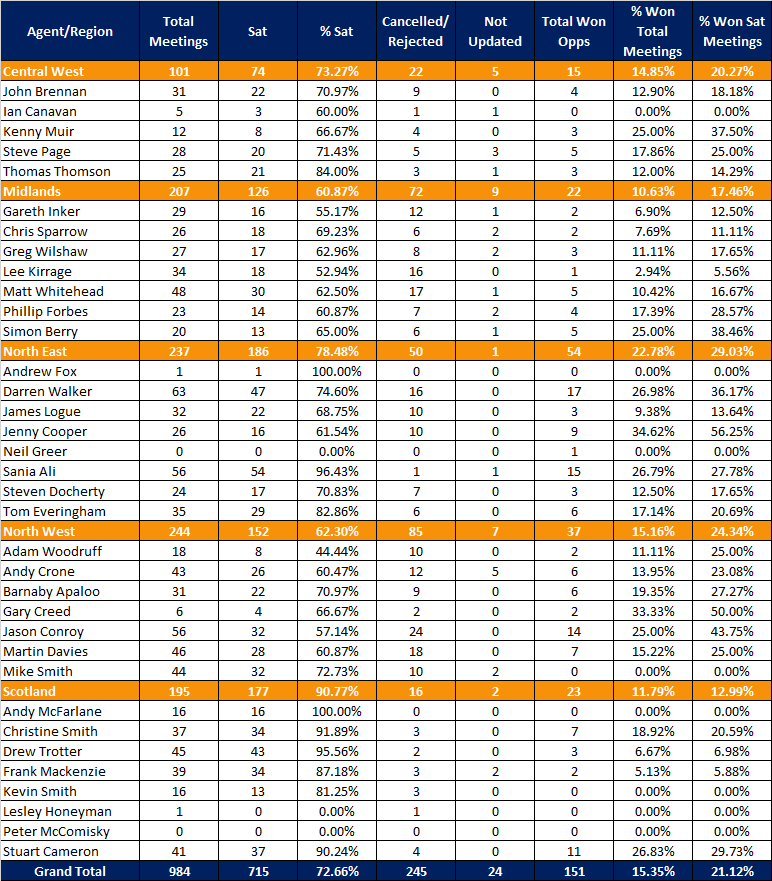 Agent/Region Total Meetings Sat % Sat Cancelled/Rejected Not Updated Total Won Opps % Won Total Meetings % Won Sat Meetings
Central West 101 74 73.27% 22 5 15 14.85% 20.27%
John Brennan 31 22 70.97% 9 0 4 12.90% 18.18%
Ian Canavan 5 3 60.00% 1 1 0 0.00% 0.00%
Kenny Muir 12 8 66.67% 4 0 3 25.00% 37.50%
Steve Page 28 20 71.43% 5 3 5 17.86% 25.00%
Thomas Thomson 25 21 84.00% 3 1 3 12.00% 14.29%
Midlands 207 126 60.87% 72 9 22 10.63% 17.46%
Gareth Inker 29 16 55.17% 12 1 2 6.90% 12.50%
Chris Sparrow 26 18 69.23% 6 2 2 7.69% 11.11%
Greg Wilshaw 27 17 62.96% 8 2 3 11.11% 17.65%
Lee Kirrage 34 18 52.94% 16 0 1 2.94% 5.56%
Matt Whitehead 48 30 62.50% 17 1 5 10.42% 16.67%
Phillip Forbes 23 14 60.87% 7 2 4 17.39% 28.57%
Simon Berry 20 13 65.00% 6 1 5 25.00% 38.46%
North East 237 186 78.48% 50 1 54 22.78% 29.03%
Andrew Fox 1 1 100.00% 0 0 0 0.00% 0.00%
Darren Walker 63 47 74.60% 16 0 17 26.98% 36.17%
James Logue 32 22 68.75% 10 0 3 9.38% 13.64%
Jenny Cooper 26 16 61.54% 10 0 9 34.62% 56.25%
Neil Greer 0 0 0.00% 0 0 1 0.00% 0.00%
Sania Ali 56 54 96.43% 1 1 15 26.79% 27.78%
Steven Docherty 24 17 70.83% 7 0 3 12.50% 17.65%
Tom Everingham 35 29 82.86% 6 0 6 17.14% 20.69%
North West 244 152 62.30% 85 7 37 15.16% 24.34%
Adam Woodruff 18 8 44.44% 10 0 2 11.11% 25.00%
Andy Crone 43 26 60.47% 12 5 6 13.95% 23.08%
Barnaby Apaloo 31 22 70.97% 9 0 6 19.35% 27.27%
Gary Creed 6 4 66.67% 2 0 2 33.33% 50.00%
Jason Conroy 56 32 57.14% 24 0 14 25.00% 43.75%
Martin Davies 46 28 60.87% 18 0 7 15.22% 25.00%
Mike Smith 44 32 72.73% 10 2 0 0.00% 0.00%
Scotland 195 177 90.77% 16 2 23 11.79% 12.99%
Andy McFarlane 16 16 100.00% 0 0 0 0.00% 0.00%
Christine Smith 37 34 91.89% 3 0 7 18.92% 20.59%
Drew Trotter 45 43 95.56% 2 0 3 6.67% 6.98%
Frank Mackenzie 39 34 87.18% 3 2 2 5.13% 5.88%
Kevin Smith 16 13 81.25% 3 0 0 0.00% 0.00%
Lesley Honeyman 1 0 0.00% 1 0 0 0.00% 0.00%
Peter McComisky 0 0 0.00% 0 0 0 0.00% 0.00%
Stuart Cameron 41 37 90.24% 4 0 11 26.83% 29.73%
Grand Total 984 715 72.66% 245 24 151 15.35% 21.12%